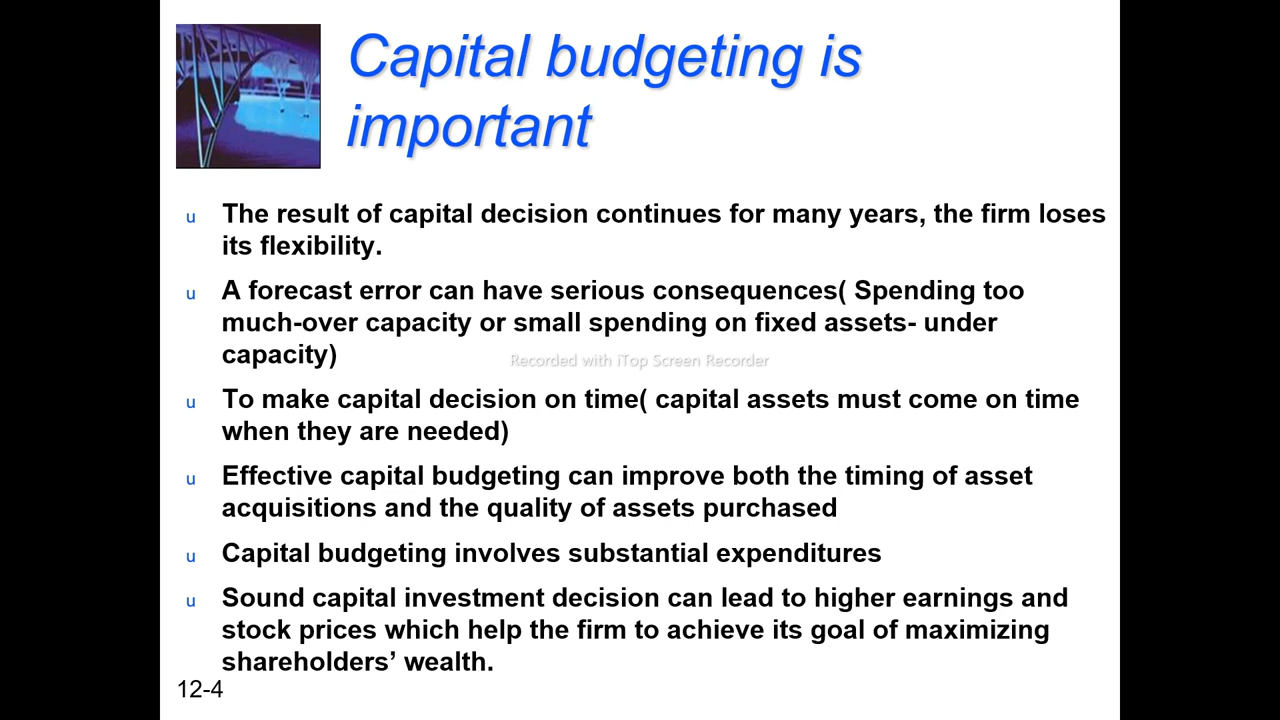 Capital budgeting is
important
u The result of capital decision continues for many years, the firm loses
its flexibility.
u A forecast error can have serious consequences( Spending too
much-over capacity or small spending on fixed assets- under
capacity)
Recorded with iTop Screen Recorder
u To make capital decision on time( capital assets must come on time
when they are needed)
u Effective capital budgeting can improve both the timing of asset
acquisitions and the quality of assets purchased
u Capital budgeting involves substantial expenditures
u Sound capital investment decision can lead to higher earnings and
stock prices which help the firm to achieve its goal of maximizing
shareholders’ wealth.
12-4